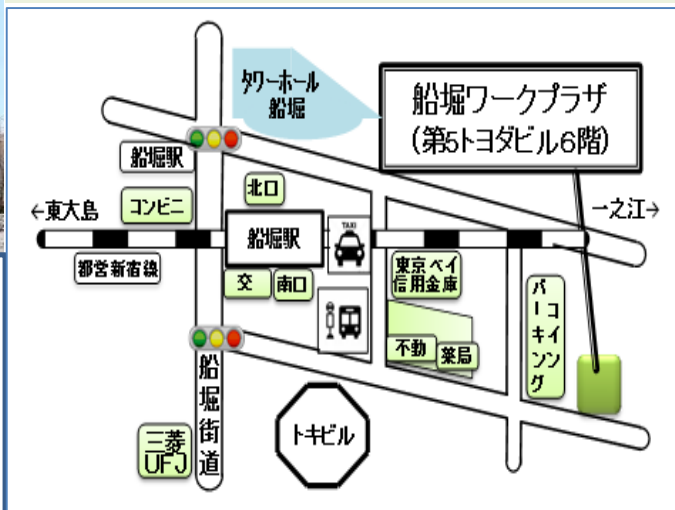 タワーホール
船堀
船堀ワークプラザ
(第5トヨダビル6階)
船堀駅
コンビニ
北口
←東大島
一之江→
船堀駅
TAXI
都営新宿線
交
南口
東京ベイ
信用金庫
コイン
パーキング
不動
薬局
船堀街道
三菱
UFJ
トキビル